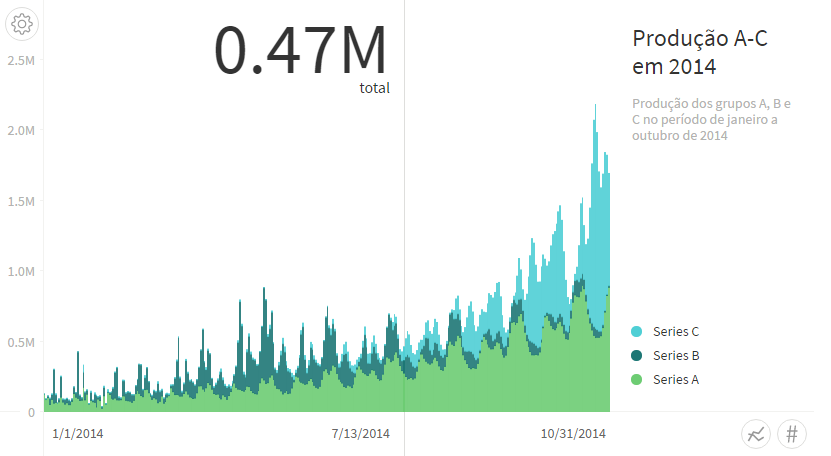 0.47M
total
2.5M
2.0M
1.5M
1.0M
0.5M
0
1/1/2014
7/13/2014
10/31/2014
Produção A-C
em 2014
Produção dos grupos A, B e
C no período de janeiro a
outubro de 2014
Series C
Series B
Series A
#